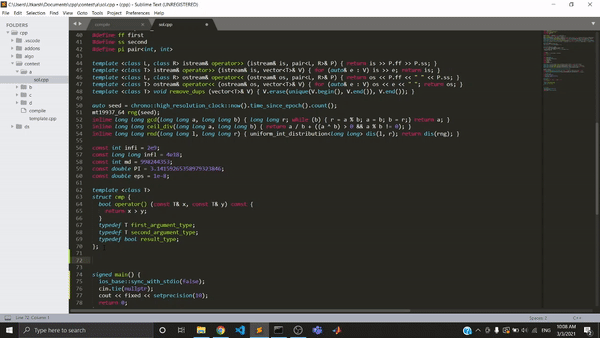 C:\Users\Utkarsh\Documents\cpp\contest\a\sol.cpp • (cpp) - Sublime Text (UNREGISTERED)
File Edit Selection Find View Goto Tools Project Preferences Help
FOLDERS
cpp
.vscode
addons
algo
contest
a
sol.cpp
b
c
d
compile
template.cpp
ds
compile
sol.cpp
40 #define ff first
41 #define ss second
42 #define pi pair<int, int>
43
44 template <class L, class R> istream& operator>> (istream& is, pair<L, R>& P) { return is >> P.ff >> P.ss; }
45 template <class T> istream& operator>> (istream& is, vector<T>& V) { for (auto& e : V) is >> e; return is; }
46 template <class L, class R> ostream& operator<< (ostream& os, pair<L, R>& P) { return os << P.ff << " " << P.ss; }
47 template <class T> ostream& operator<< (ostream& os, vector<T>& V) { for (auto& e : V) os << e << " "; return os; }
48 template <class T> void remove_dups (vector<T>& V) { V.erase(unique(V.begin(), V.end()), V.end()); }
49
50 auto seed = chrono::high_resolution_clock::now().time_since_epoch().count();
51 mt19937_64 rng(seed);
52 inline long long gcd(long long a, long long b) { long long r; while (b) { r = a % b; a = b; b = r;} return a; }
53 inline long long ceil_div(long long a, long long b) { return a / b + ((a ^ b) > 0 && a % b != 0); }
54 inline long long rnd(long long l, long long r) { uniform_int_distribution<long long> dis(l, r); return dis(rng); }
55
56 const int infi = 2e9;
57 const long long infl = 4e18;
58 const int md = 998244353;
59 const double PI = 3.14159265358979323846;
60 const double eps = 1e-8;
61
62 template <class T>
63 struct cmp {
64 bool operator() (const T& x, const T& y) const {
65 return x > y;
66 }
67 typedef T first_argument_type;
68 typedef T second_argument_type;
69 typedef bool result_type;
70 };
71
72
73
74 signed main() {
75 ios_base::sync_with_stdio(false);
76 cin.tie(nullptr);
77 cout << fixed << setprecision(10);
78 return 0;
Spaces: 2
C++
Type here to search
ENG
10:08 AM
3/3/2021